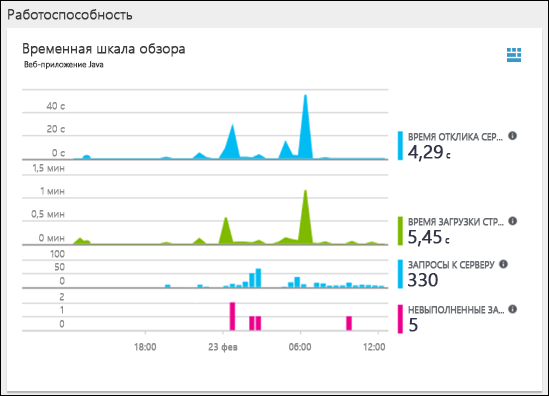 Работоспособность
Временная шкала обзора
Веб-приложение Java
40 с
20 с
0 с
ВРЕМЯ ОТКЛИКА СЕР...
4,29 с
1,5 мин
1 мин
0,5 мин
0 мин
ВРЕМЯ ЗАГРУЗКИ СТР...
5,45 с
100
50
0
ЗАПРОСЫ К СЕРВЕРУ
330
2
1
0
НЕВЫПОЛНЕННЫЕ ЗА...
5
18:00 23 фев 06:00 12:00